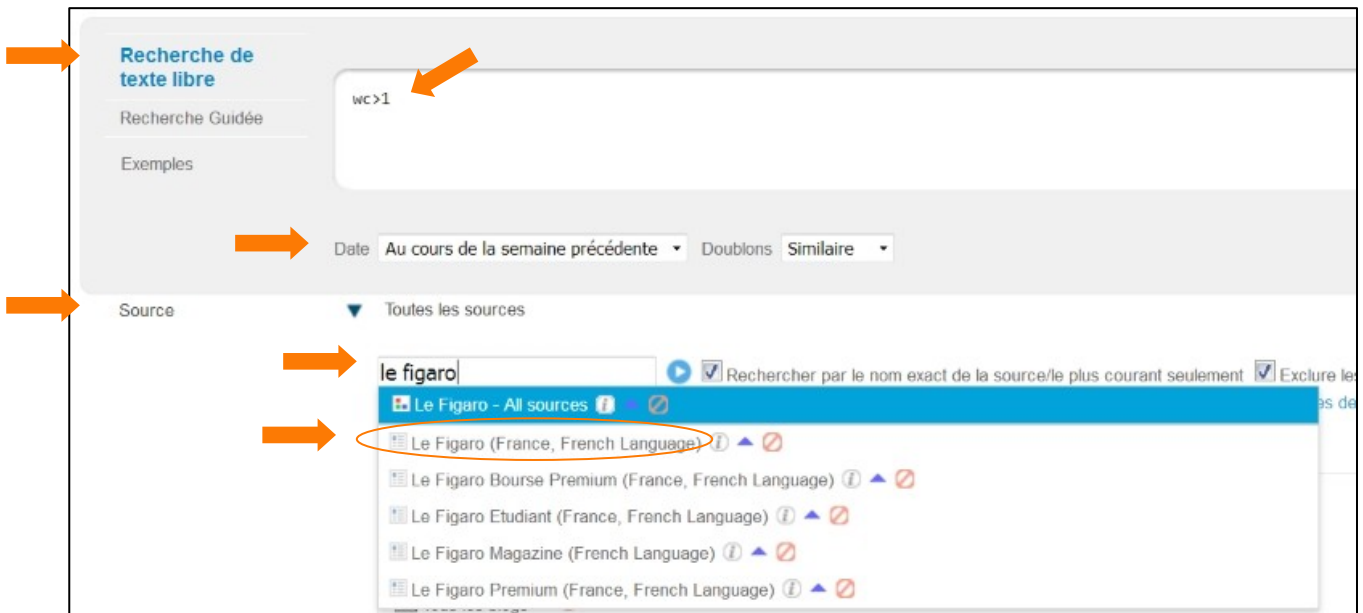 Recherche de
texte libre
Recherche Guidée
Exemples
wc>1
Date Au cours de la semaine précédente Doublons Similaire
Source Toutes les sources
le figaro Rechercher par le nom exact de la source/le plus courant seulement Exclure les
Le Figaro - All sources
es de
Le Figaro (France, French Language)
Le Figaro Bourse Premium (France, French Language)
Le Figaro Etudiant (France, French Language)
Le Figaro Magazine (French Language)
Le Figaro Premium (France, French Language)